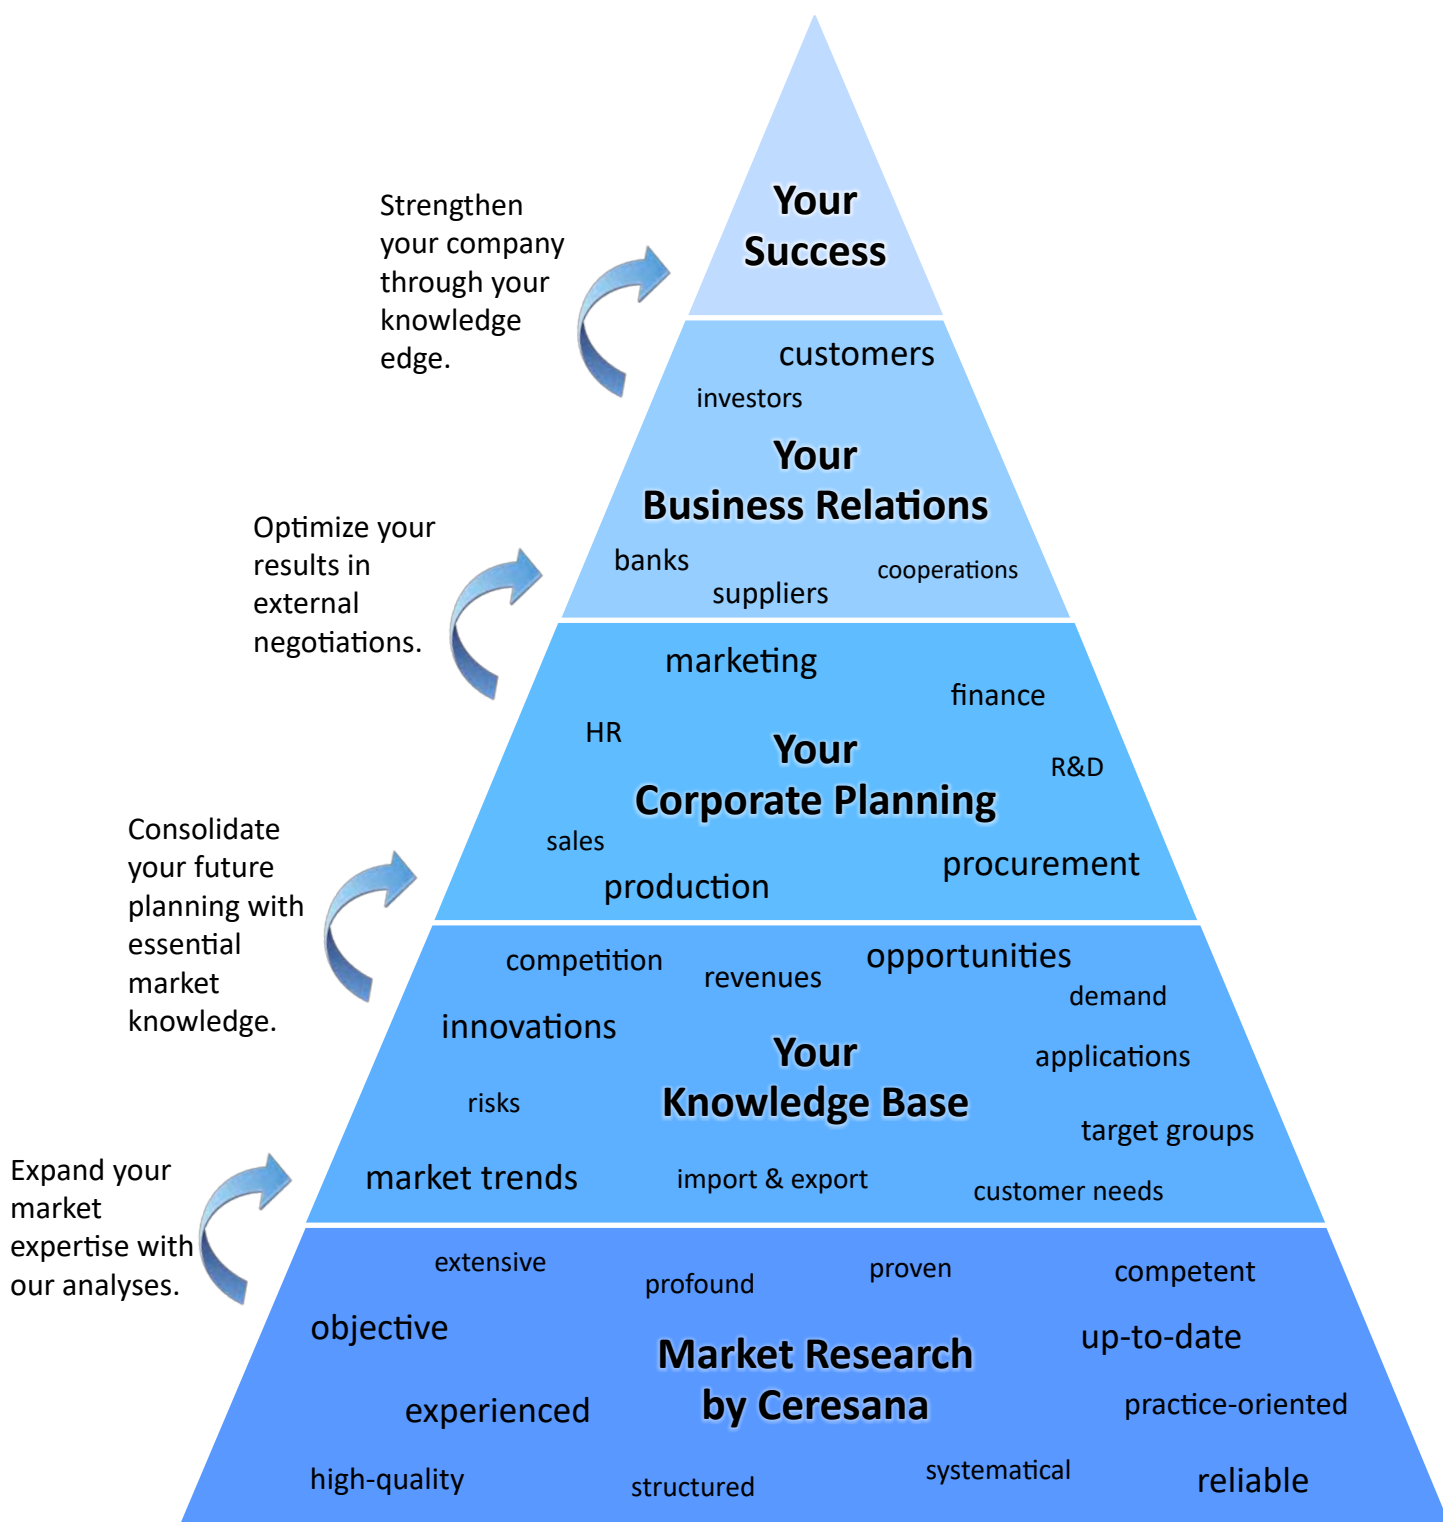 Your
Success
Strengthen
your company
through your
knowledge
edge.
customers
investors
Your
Business Relations
banks
cooperations
suppliers
Optimize your
results in
external
negotiations.
marketing
finance
HR
Your
Corporate Planning
R&D
sales
procurement
production
Consolidate
your future
planning with
essential
market
knowledge.
competition
revenues
opportunities
demand
innovations
Your
Knowledge Base
applications
risks
target groups
market trends
import & export
customer needs
Expand your
market
expertise with
our analyses.
extensive
profound
proven
competent
objective
up-to-date
Market Research
by Ceresana
experienced
practice-oriented
high-quality
structured
systematical
reliable